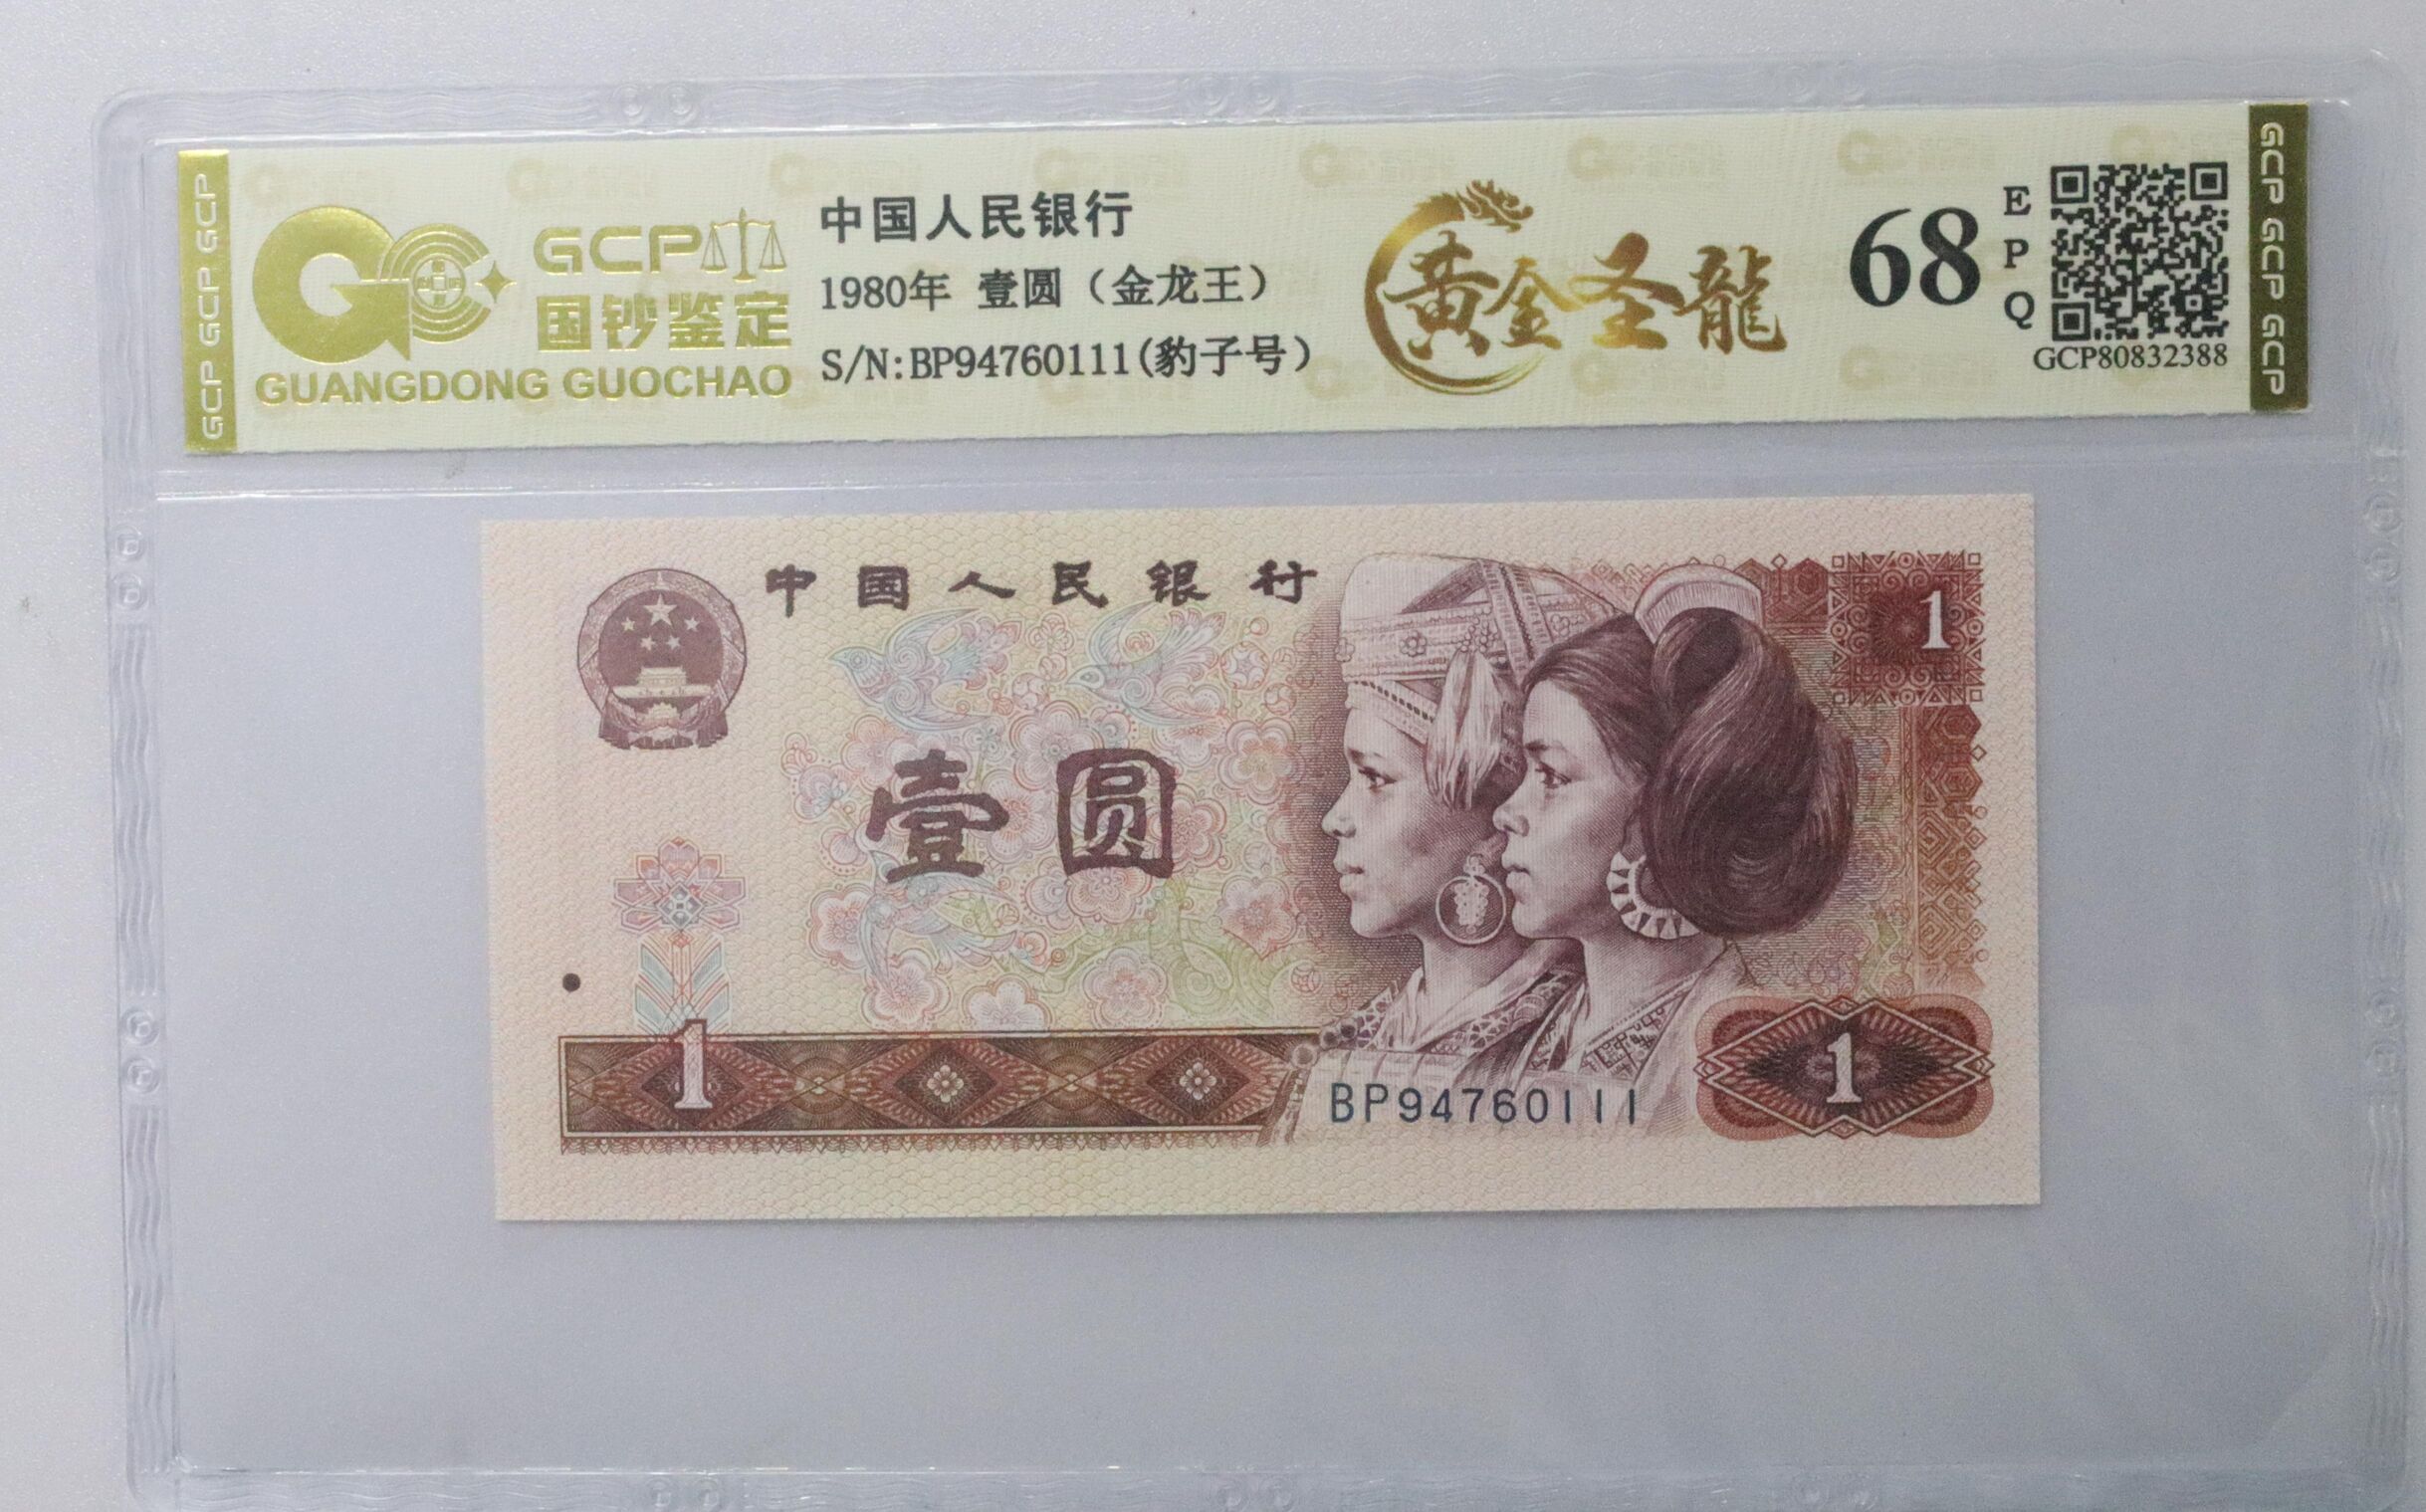 GCP GCP GCP
GCP
国钞鉴定
GUANGDONG GUOCHAO
中国人民银行
1980年 壹圆（金龙王）
S/N:BP94760111(豹子号）
黄金圣龍
68
E
P
Q
GCP80832388
GCP GCP GCP
中国人民银行
1
壹圆
1
BP94760111
1